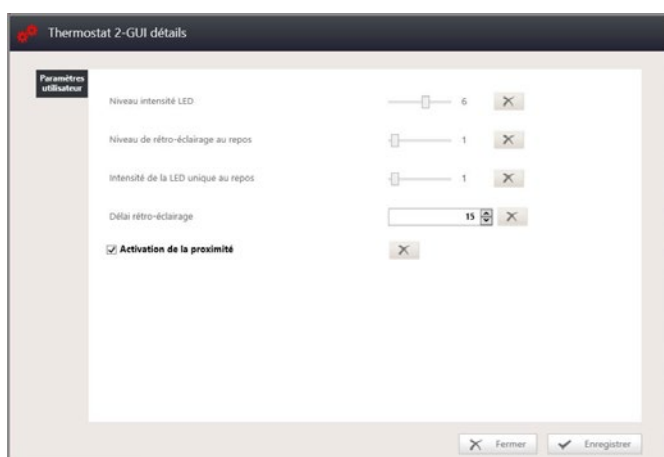 Thermostat 2-GUI détails
Paramètres
utilisateur
Niveau intensité LED 6
Niveau de rétro-éclairage au repos 1
Intensité de la LED unique au repos 1
Délai rétro-éclairage 15
Activation de la proximité
Fermer Enregistrer